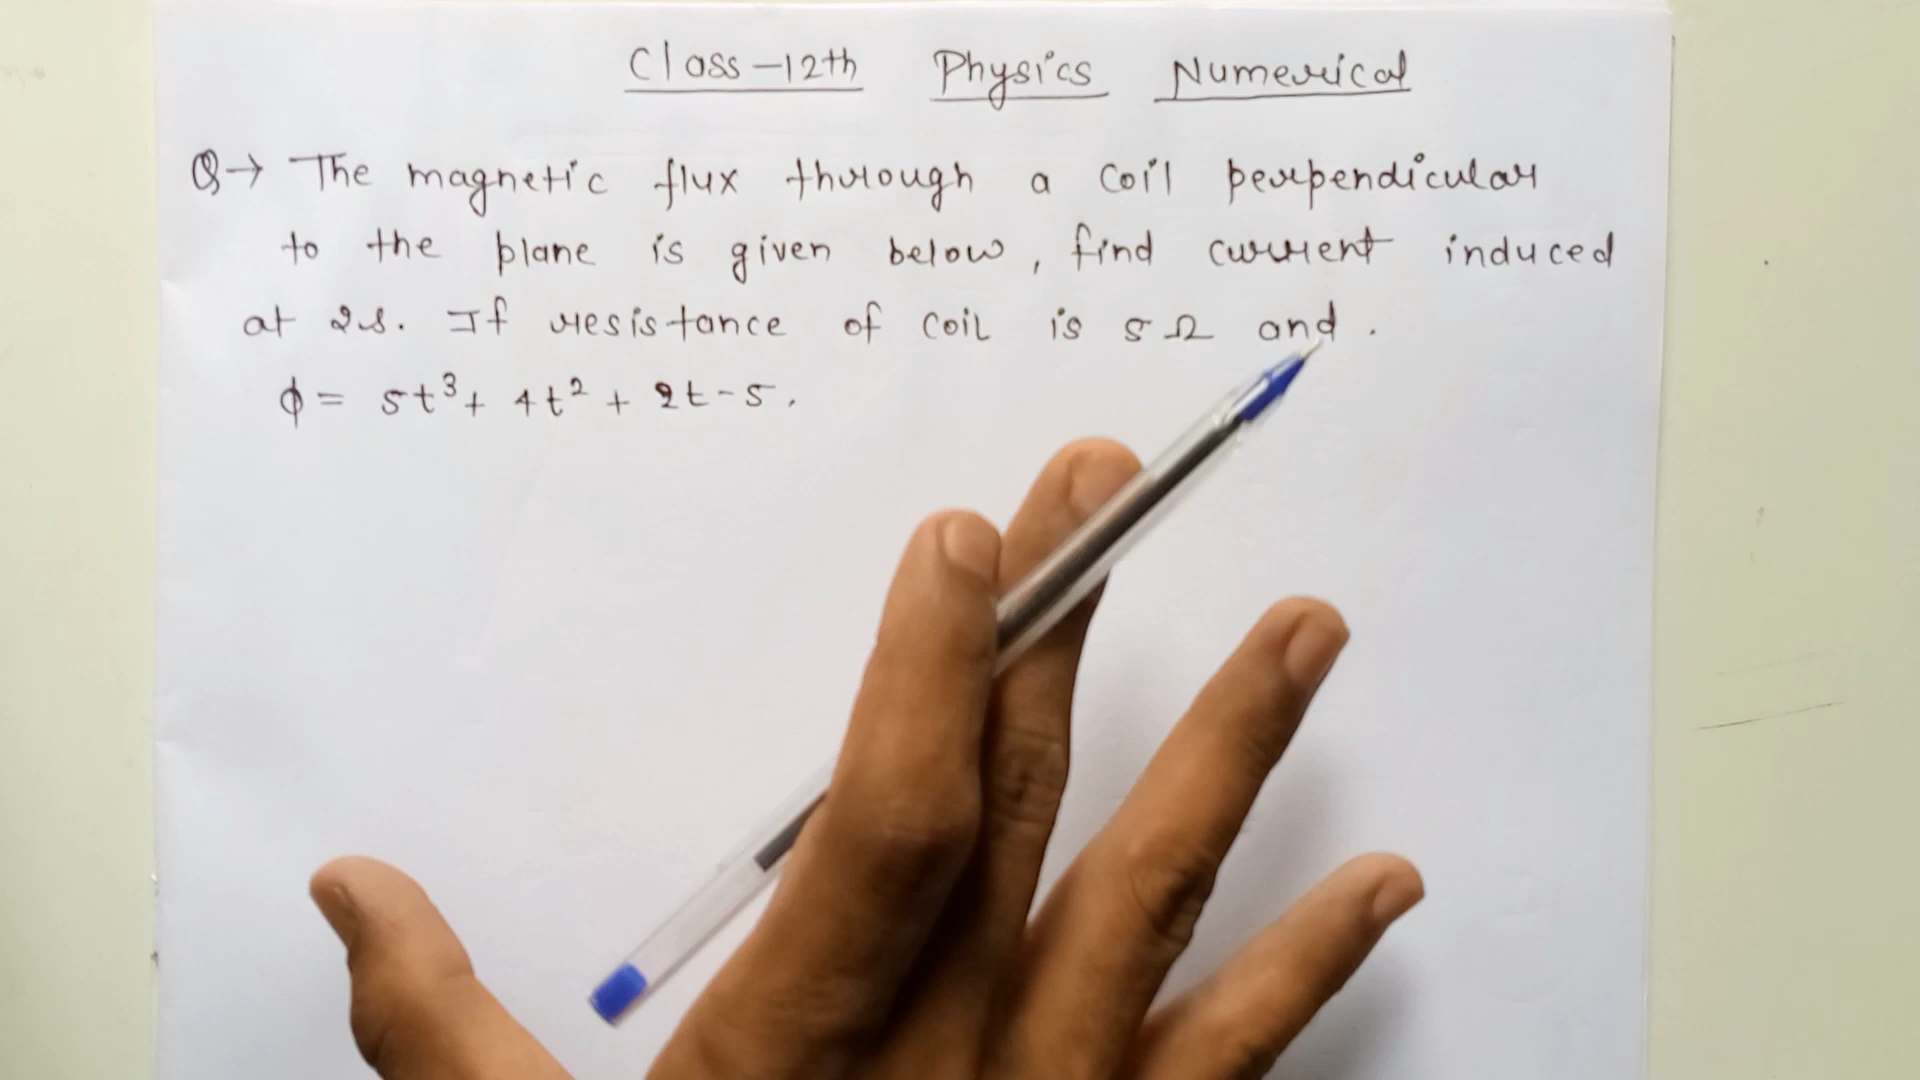 Class-12th Physics Numerical
Q→ The magnetic flux through a coil perpendicular
to the plane is given below, find current induced
at 2s. If resistance of coil is 5Ω and.
ϕ = 5t³ + 4t² + 2t - 5.